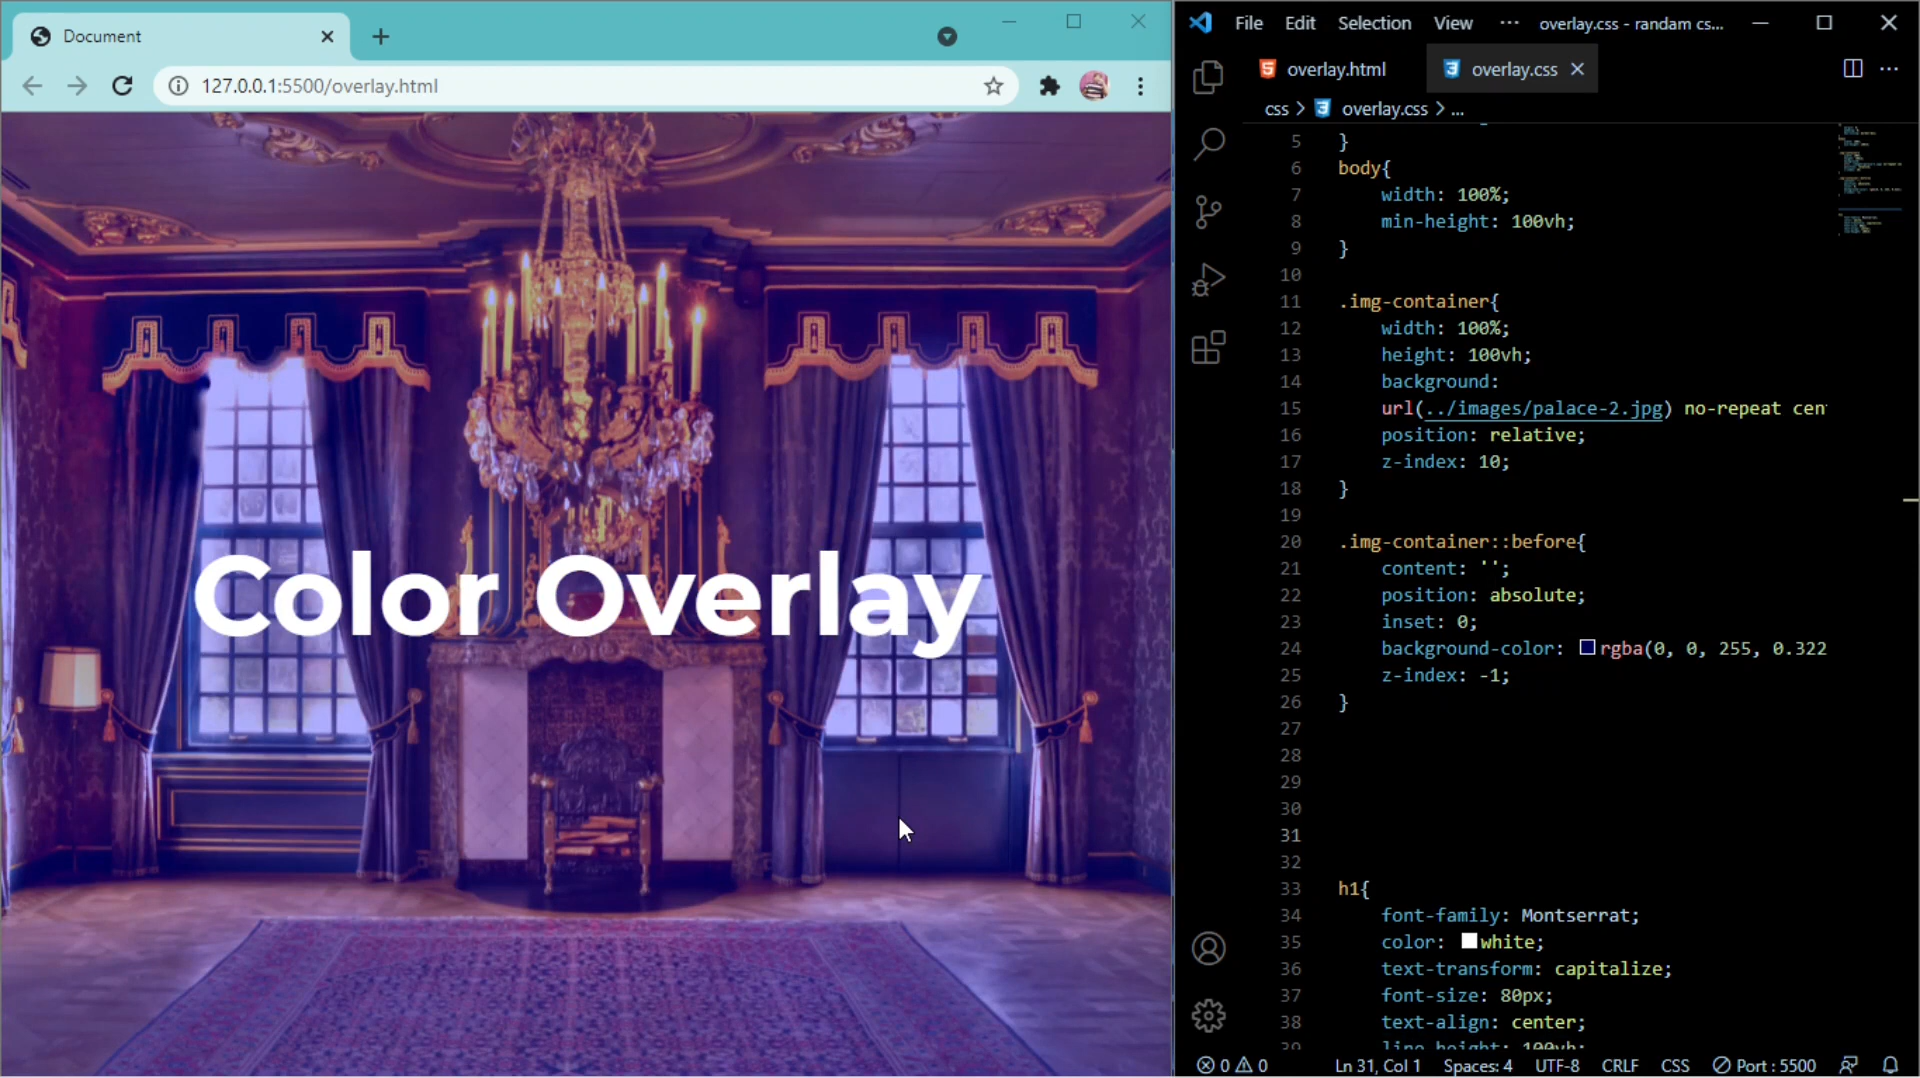 Document
127.0.0.1:5500/overlay.html
Color Overlay
File Edit Selection View ··· overlay.css - randam cs...
overlay.html overlay.css
css > overlay.css > ...
5 }
6 body{
7 width: 100%;
8 min-height: 100vh;
9 }
10
11 .img-container{
12 width: 100%;
13 height: 100vh;
14 background:
15 url(../images/palace-2.jpg) no-repeat cen
16 position: relative;
17 z-index: 10;
18 }
19
20 .img-container::before{
21 content: '';
22 position: absolute;
23 inset: 0;
24 background-color: rgba(0, 0, 255, 0.322
25 z-index: -1;
26 }
27
28
29
30
31
32
33 h1{
34 font-family: Montserrat;
35 color: white;
36 text-transform: capitalize;
37 font-size: 80px;
38 text-align: center;
39 line-height: 100vh;
0 0 Ln 31, Col 1 Spaces: 4 UTF-8 CRLF CSS Port : 5500